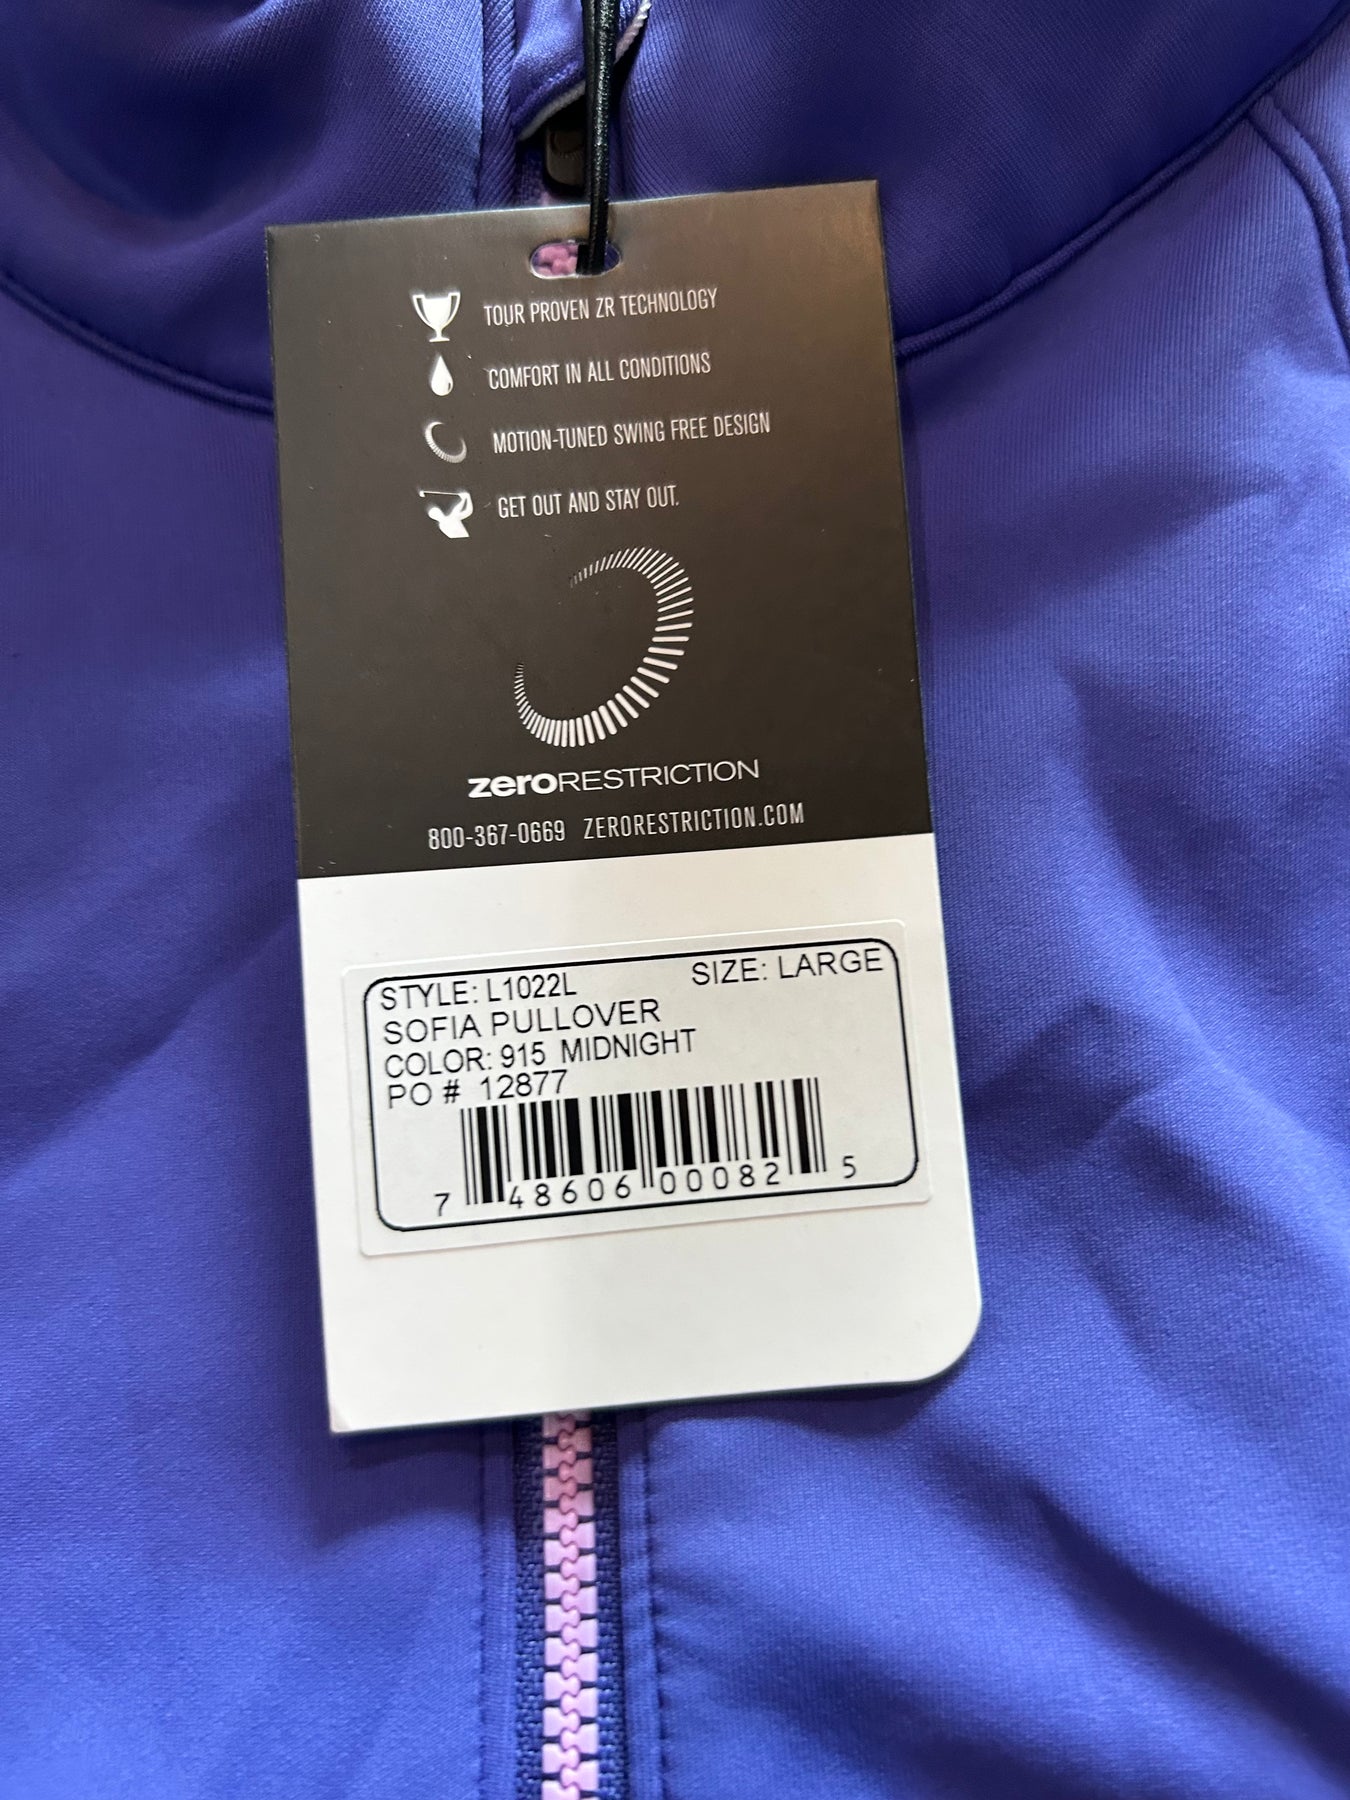 TOUR PROVEN ZR TECHNOLOGY
COMFORT IN ALL CONDITIONS
MOTION-TUNED SWING FREE DESIGN
GET OUT AND STAY OUT.
zeroRESTRICTION
800-367-0669 ZERORESTRICTION.COM
STYLE: L1022L SIZE: LARGE
SOFIA PULLOVER
COLOR: 915 MIDNIGHT
PO # 12877
7 48606 00082 5